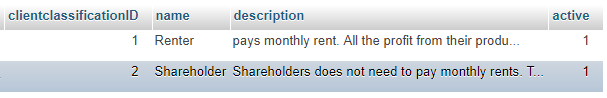 clientclassificationID name description active
1 Renter pays monthly rent. All the profit from their produ... 1
2 Shareholder Shareholders does not need to pay monthly rents. T... 1